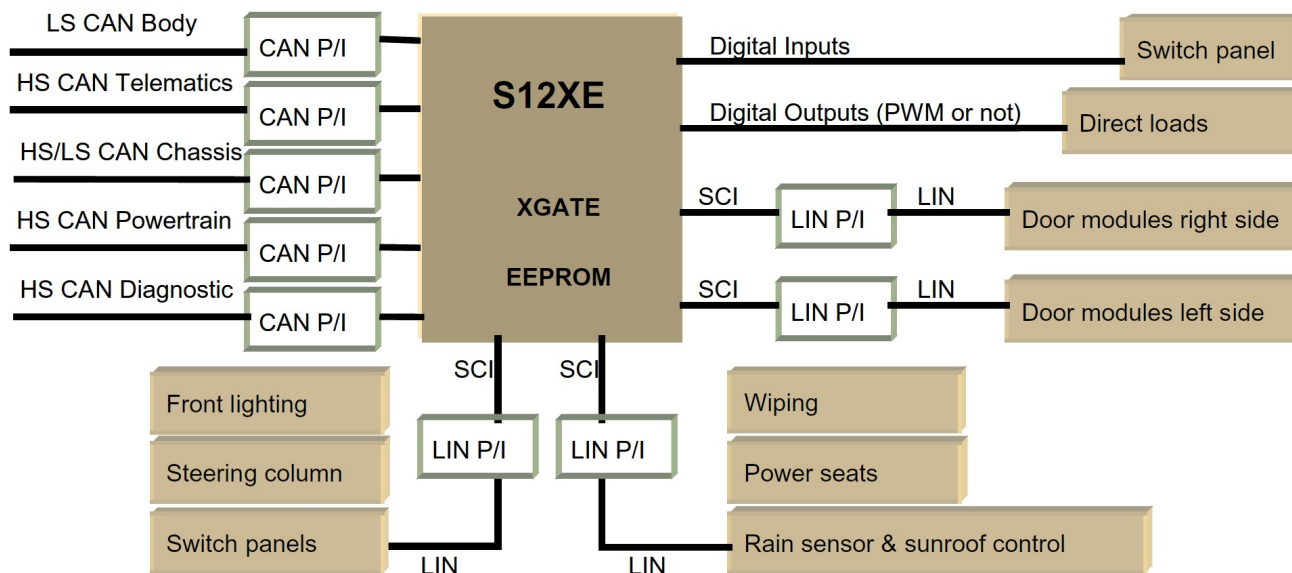 LS CAN Body
CAN P/I
HS CAN Telematics
CAN P/I
HS/LS CAN Chassis
CAN P/I
HS CAN Powertrain
CAN P/I
HS CAN Diagnostic
CAN P/I
S12XE
XGATE
EEPROM
Digital Inputs
Switch panel
Digital Outputs (PWM or not)
Direct loads
SCI
LIN P/I
LIN
Door modules right side
SCI
LIN P/I
LIN
Door modules left side
SCI
SCI
Front lighting
Steering column
Switch panels
LIN P/I
LIN
LIN P/I
LIN
Wiping
Power seats
Rain sensor & sunroof control